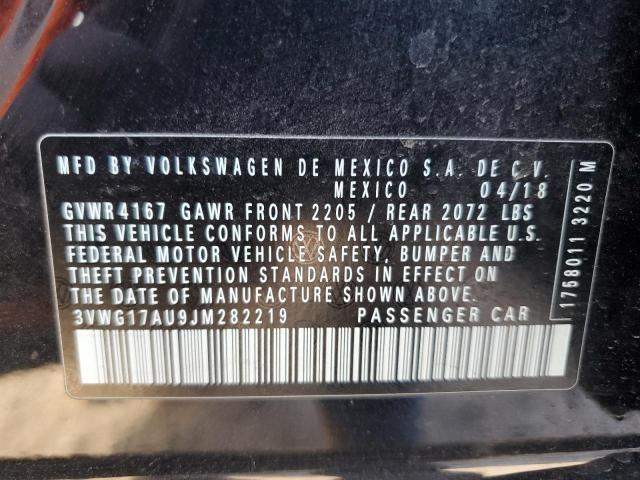 MFD BY VOLKSWAGEN DE MEXICO S.A. DE C.V.
MEXICO 04/18
GVWR4167 GAWR FRONT 2205 / REAR 2072 LBS
THIS VEHICLE CONFORMS TO ALL APPLICABLE U.S.
FEDERAL MOTOR VEHICLE SAFETY, BUMPER AND
THEFT PREVENTION STANDARDS IN EFFECT ON
THE DATE OF MANUFACTURE SHOWN ABOVE.
3VWG17AU9JM282219 PASSENGER CAR
1758011 3220 M